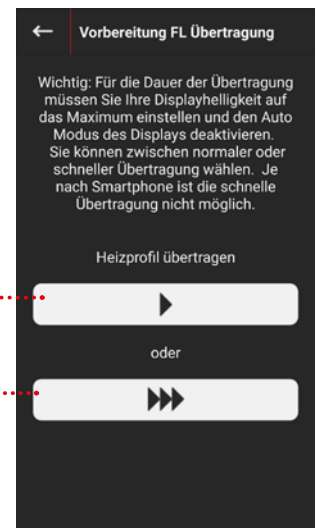 Vorbereitung FL Übertragung
Wichtig: Für die Dauer der Übertragung
müssen Sie Ihre Displayhelligkeit auf
das Maximum einstellen und den Auto
Modus des Displays deaktivieren.
Sie können zwischen normaler oder
schneller Übertragung wählen. Je
nach Smartphone ist die schnelle
Übertragung nicht möglich.
Heizprofil übertragen
oder